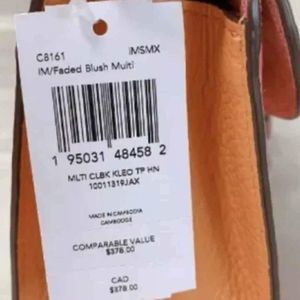 C8161 IMSMX
IM/Faded Blush Multi
1 95031 48458 2
MLTI CLBK KLEO TP HN
10011319JAX
MADE IN CAMBODIA
CAMBODGE
COMPARABLE VALUE
$378.00
CAD
$378.00